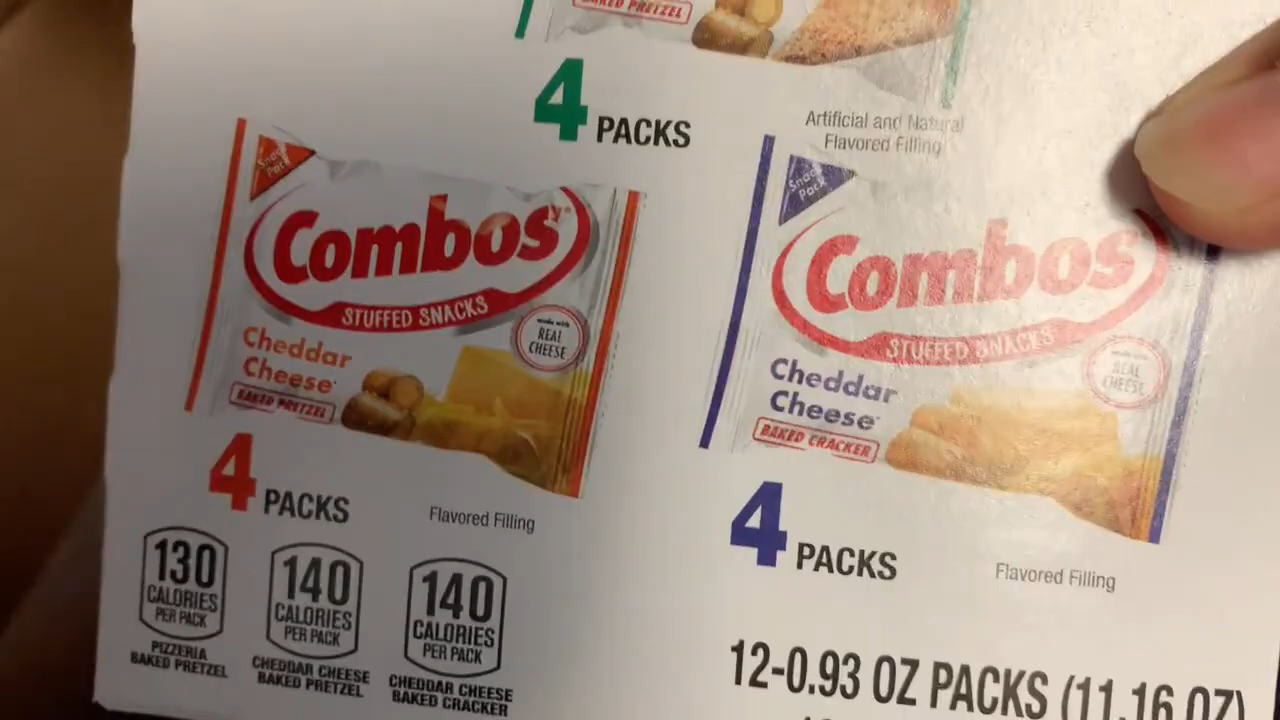 BAKED PRETZEL
4 PACKS
Artificial and Natural
Flavored Filling
Snack
Pack
Combos
STUFFED SNACKS
made with
REAL
CHEESE
Cheddar
Cheese
BAKED PRETZEL
4 PACKS
Flavored Filling
Snack
Pack
Combos
STUFFED SNACKS
made with
REAL
CHEESE
Cheddar
Cheese
BAKED CRACKER
4 PACKS
Flavored Filling
130
CALORIES
PER PACK
PIZZERIA
BAKED PRETZEL
140
CALORIES
PER PACK
CHEDDAR CHEESE
BAKED PRETZEL
140
CALORIES
PER PACK
CHEDDAR CHEESE
BAKED CRACKER
12-0.93 OZ PACKS (11.16 OZ)